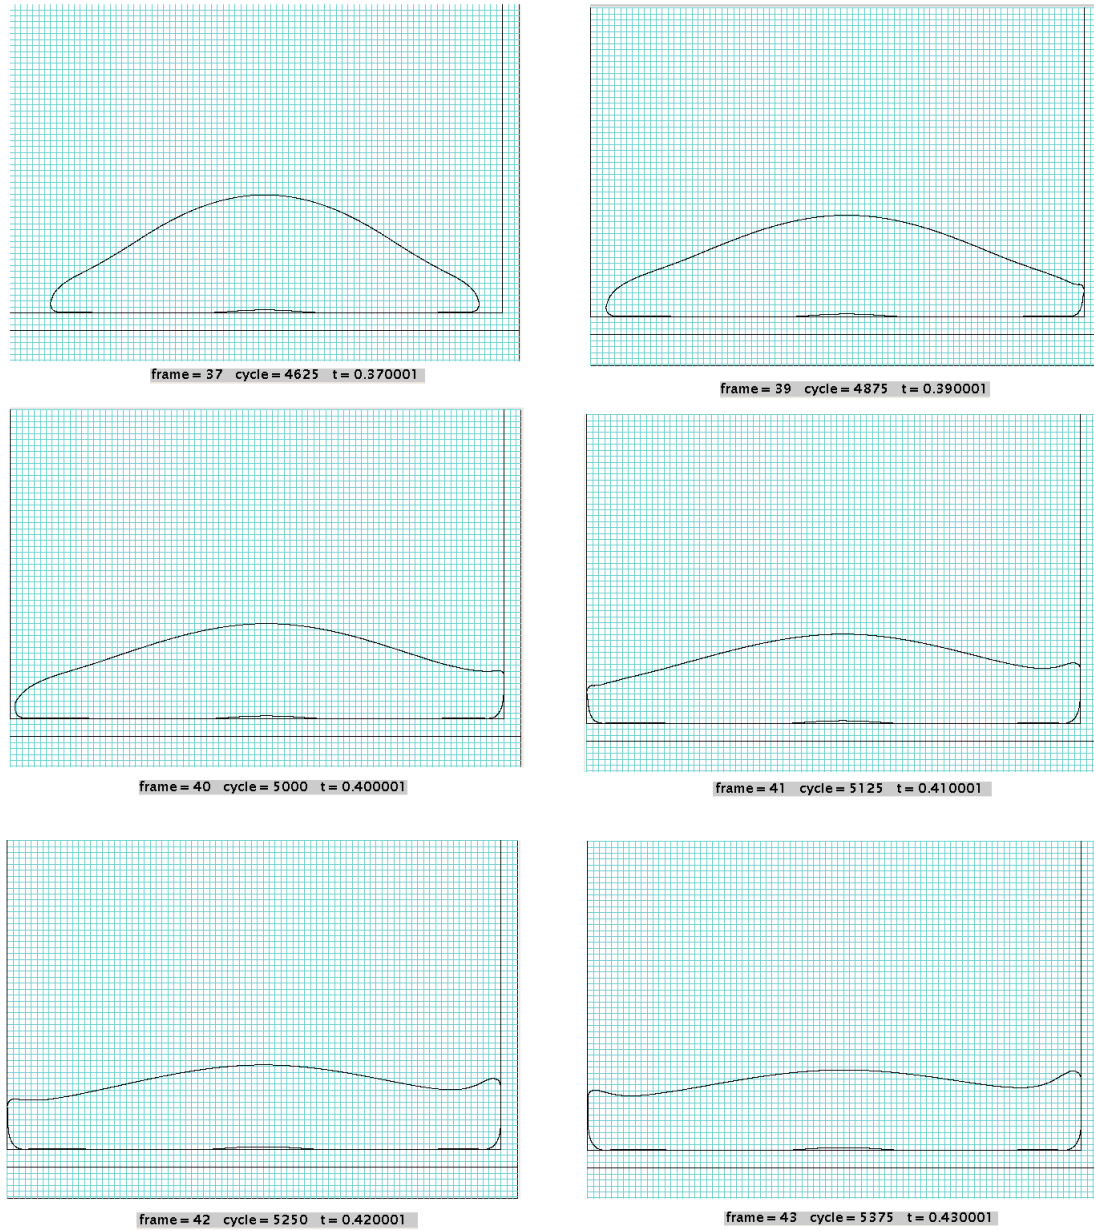 frame = 37 cycle = 4625 t = 0.370001
frame = 39 cycle = 4875 t = 0.390001
frame = 40 cycle = 5000 t = 0.400001
frame = 41 cycle = 5125 t = 0.410001
frame = 42 cycle = 5250 t = 0.420001
frame = 43 cycle = 5375 t = 0.430001